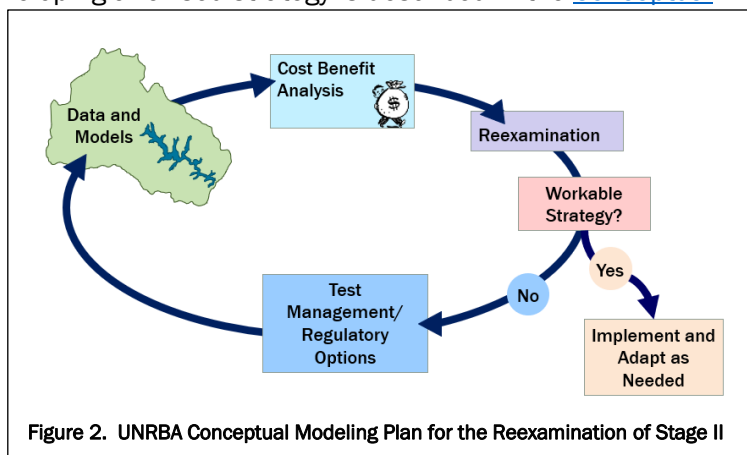 Data and
Models
Cost Benefit
Analysis
$
Reexamination
Workable
Strategy?
Yes
No
Test
Management/
Regulatory
Options
Implement and
Adapt as
Needed
Figure 2. UNRBA Conceptual Modeling Plan for the Reexamination of Stage II